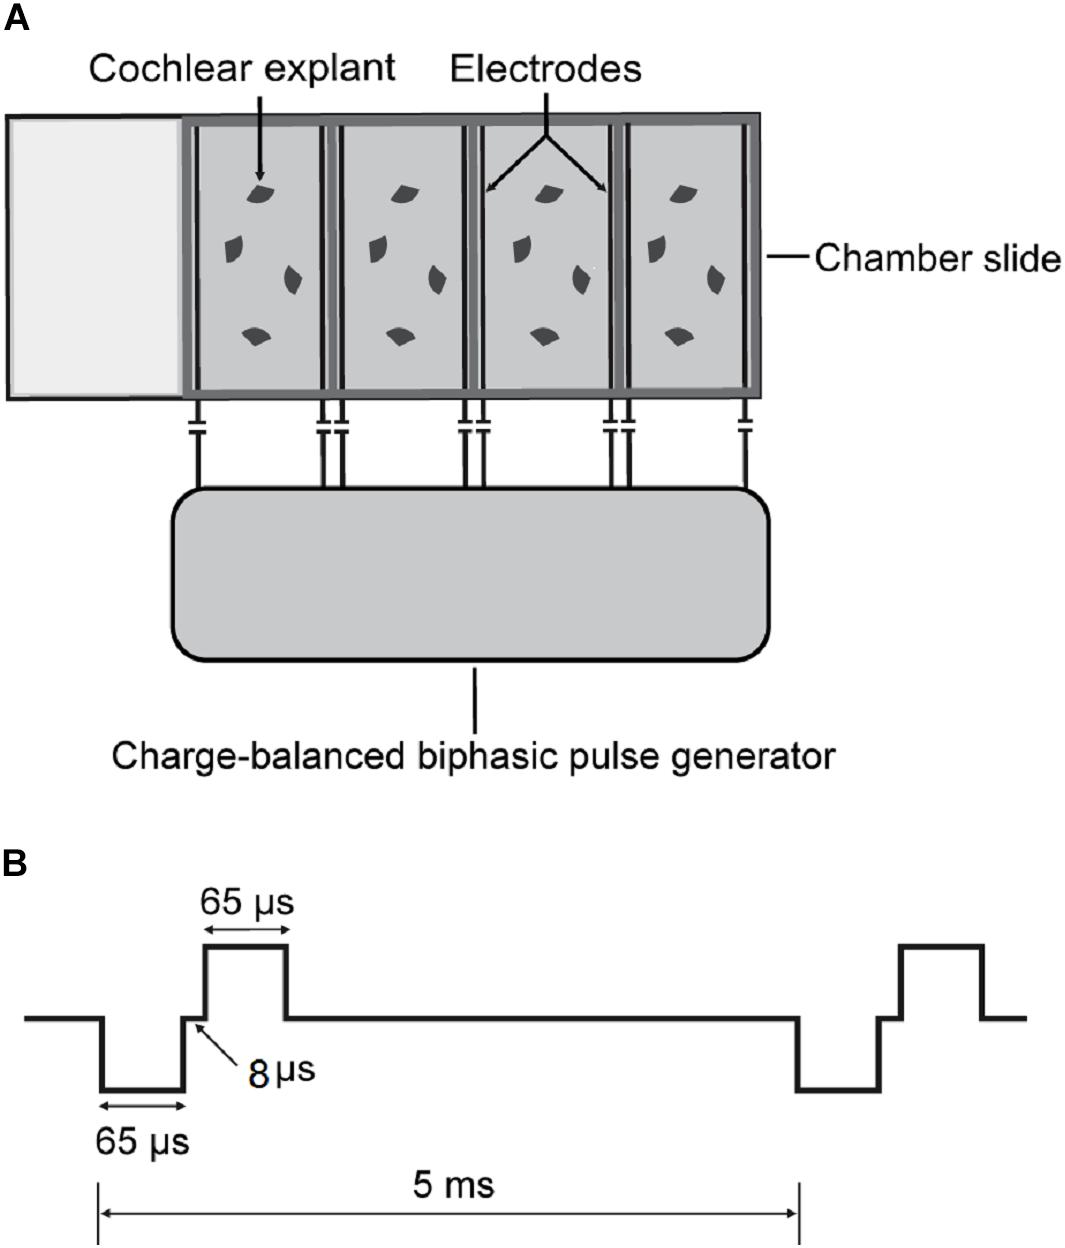 A
Cochlear explant
Electrodes
Chamber slide
Charge-balanced biphasic pulse generator
B
65 µs
8 µs
65 µs
5 ms